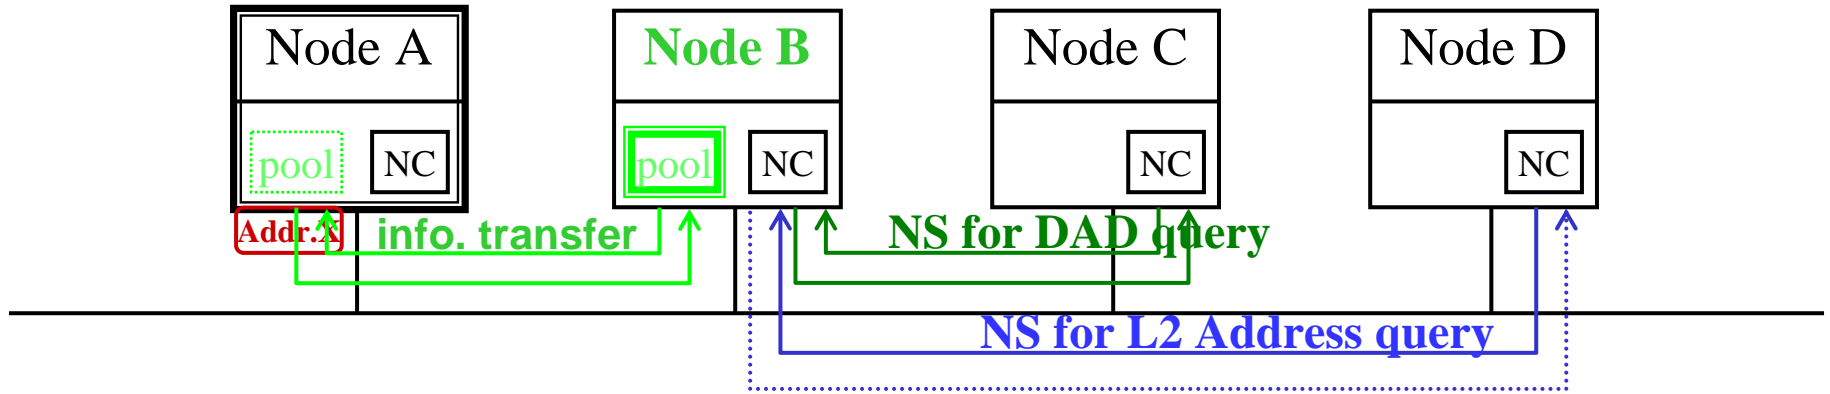 Node A
Node B
Node C
Node D
pool
NC
pool
NC
NC
NC
Addr.X
info. transfer
NS for DAD query
NS for L2 Address query